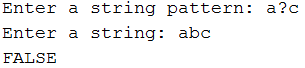 Enter a string pattern: a?c
Enter a string: abc
FALSE